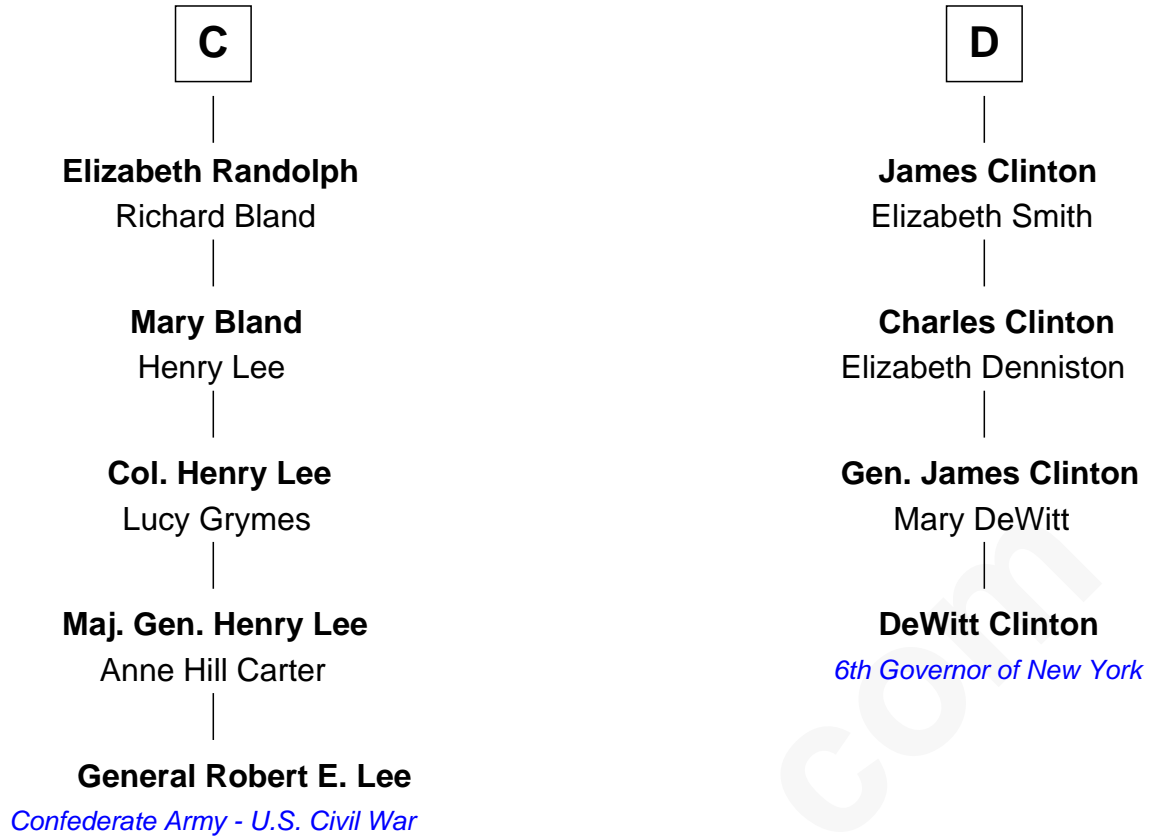 C
Elizabeth Randolph
Richard Bland
Mary Bland
Henry Lee
Col. Henry Lee
Lucy Grymes
Maj. Gen. Henry Lee
Anne Hill Carter
General Robert E. Lee
Confederate Army - U.S. Civil War
D
James Clinton
Elizabeth Smith
Charles Clinton
Elizabeth Denniston
Gen. James Clinton
Mary DeWitt
DeWitt Clinton
6th Governor of New York
com